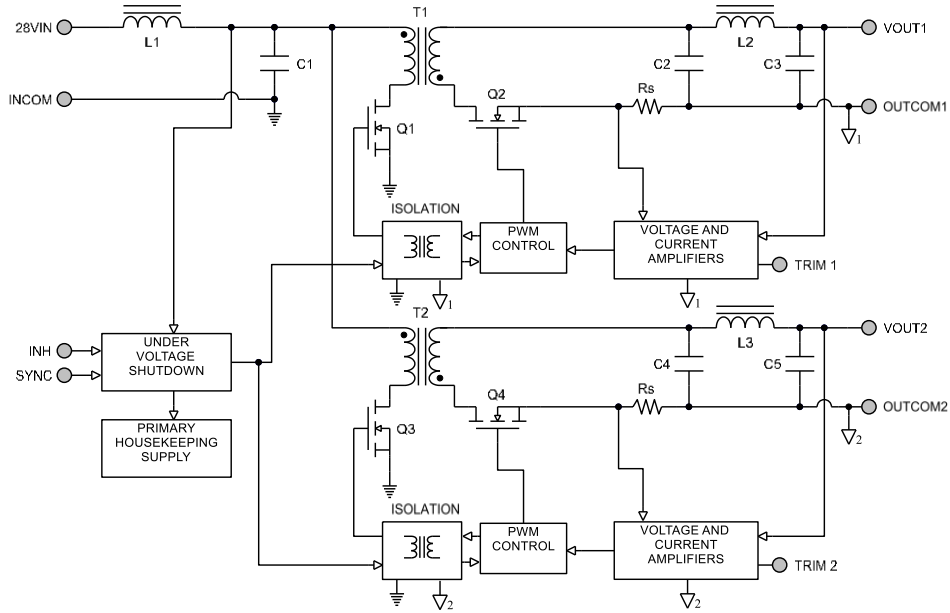 T1
28VIN
L1
C1
L2
VOUT1
C2
C3
INCOM
Q1
Q2
Rs
OUTCOM1
1
ISOLATION
PWM
CONTROL
VOLTAGE AND
CURRENT
AMPLIFIERS
TRIM 1
1
1
T2
L3
VOUT2
INH
SYNC
UNDER
VOLTAGE
SHUTDOWN
C4
C5
Q3
Q4
Rs
OUTCOM2
2
PRIMARY
HOUSEKEEPING
SUPPLY
ISOLATION
PWM
CONTROL
VOLTAGE AND
CURRENT
AMPLIFIERS
TRIM 2
2
2